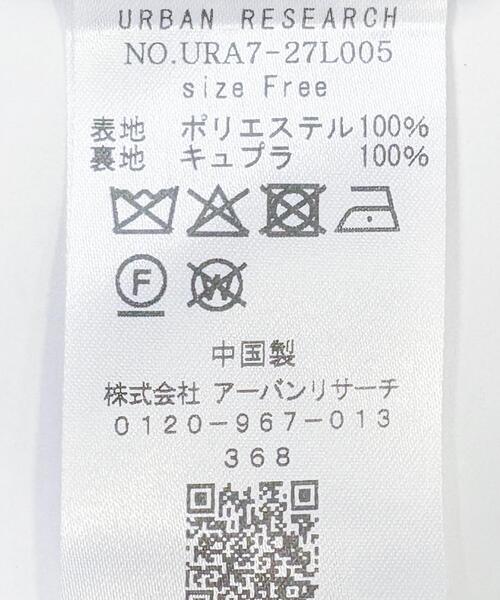 URBAN RESEARCH
NO.URA7-27L005
size Free
表地 ポリエステル100%
裏地 キュプラ 100%
F
W
中国製
株式会社 アーバンリサーチ
0120-967-013
368